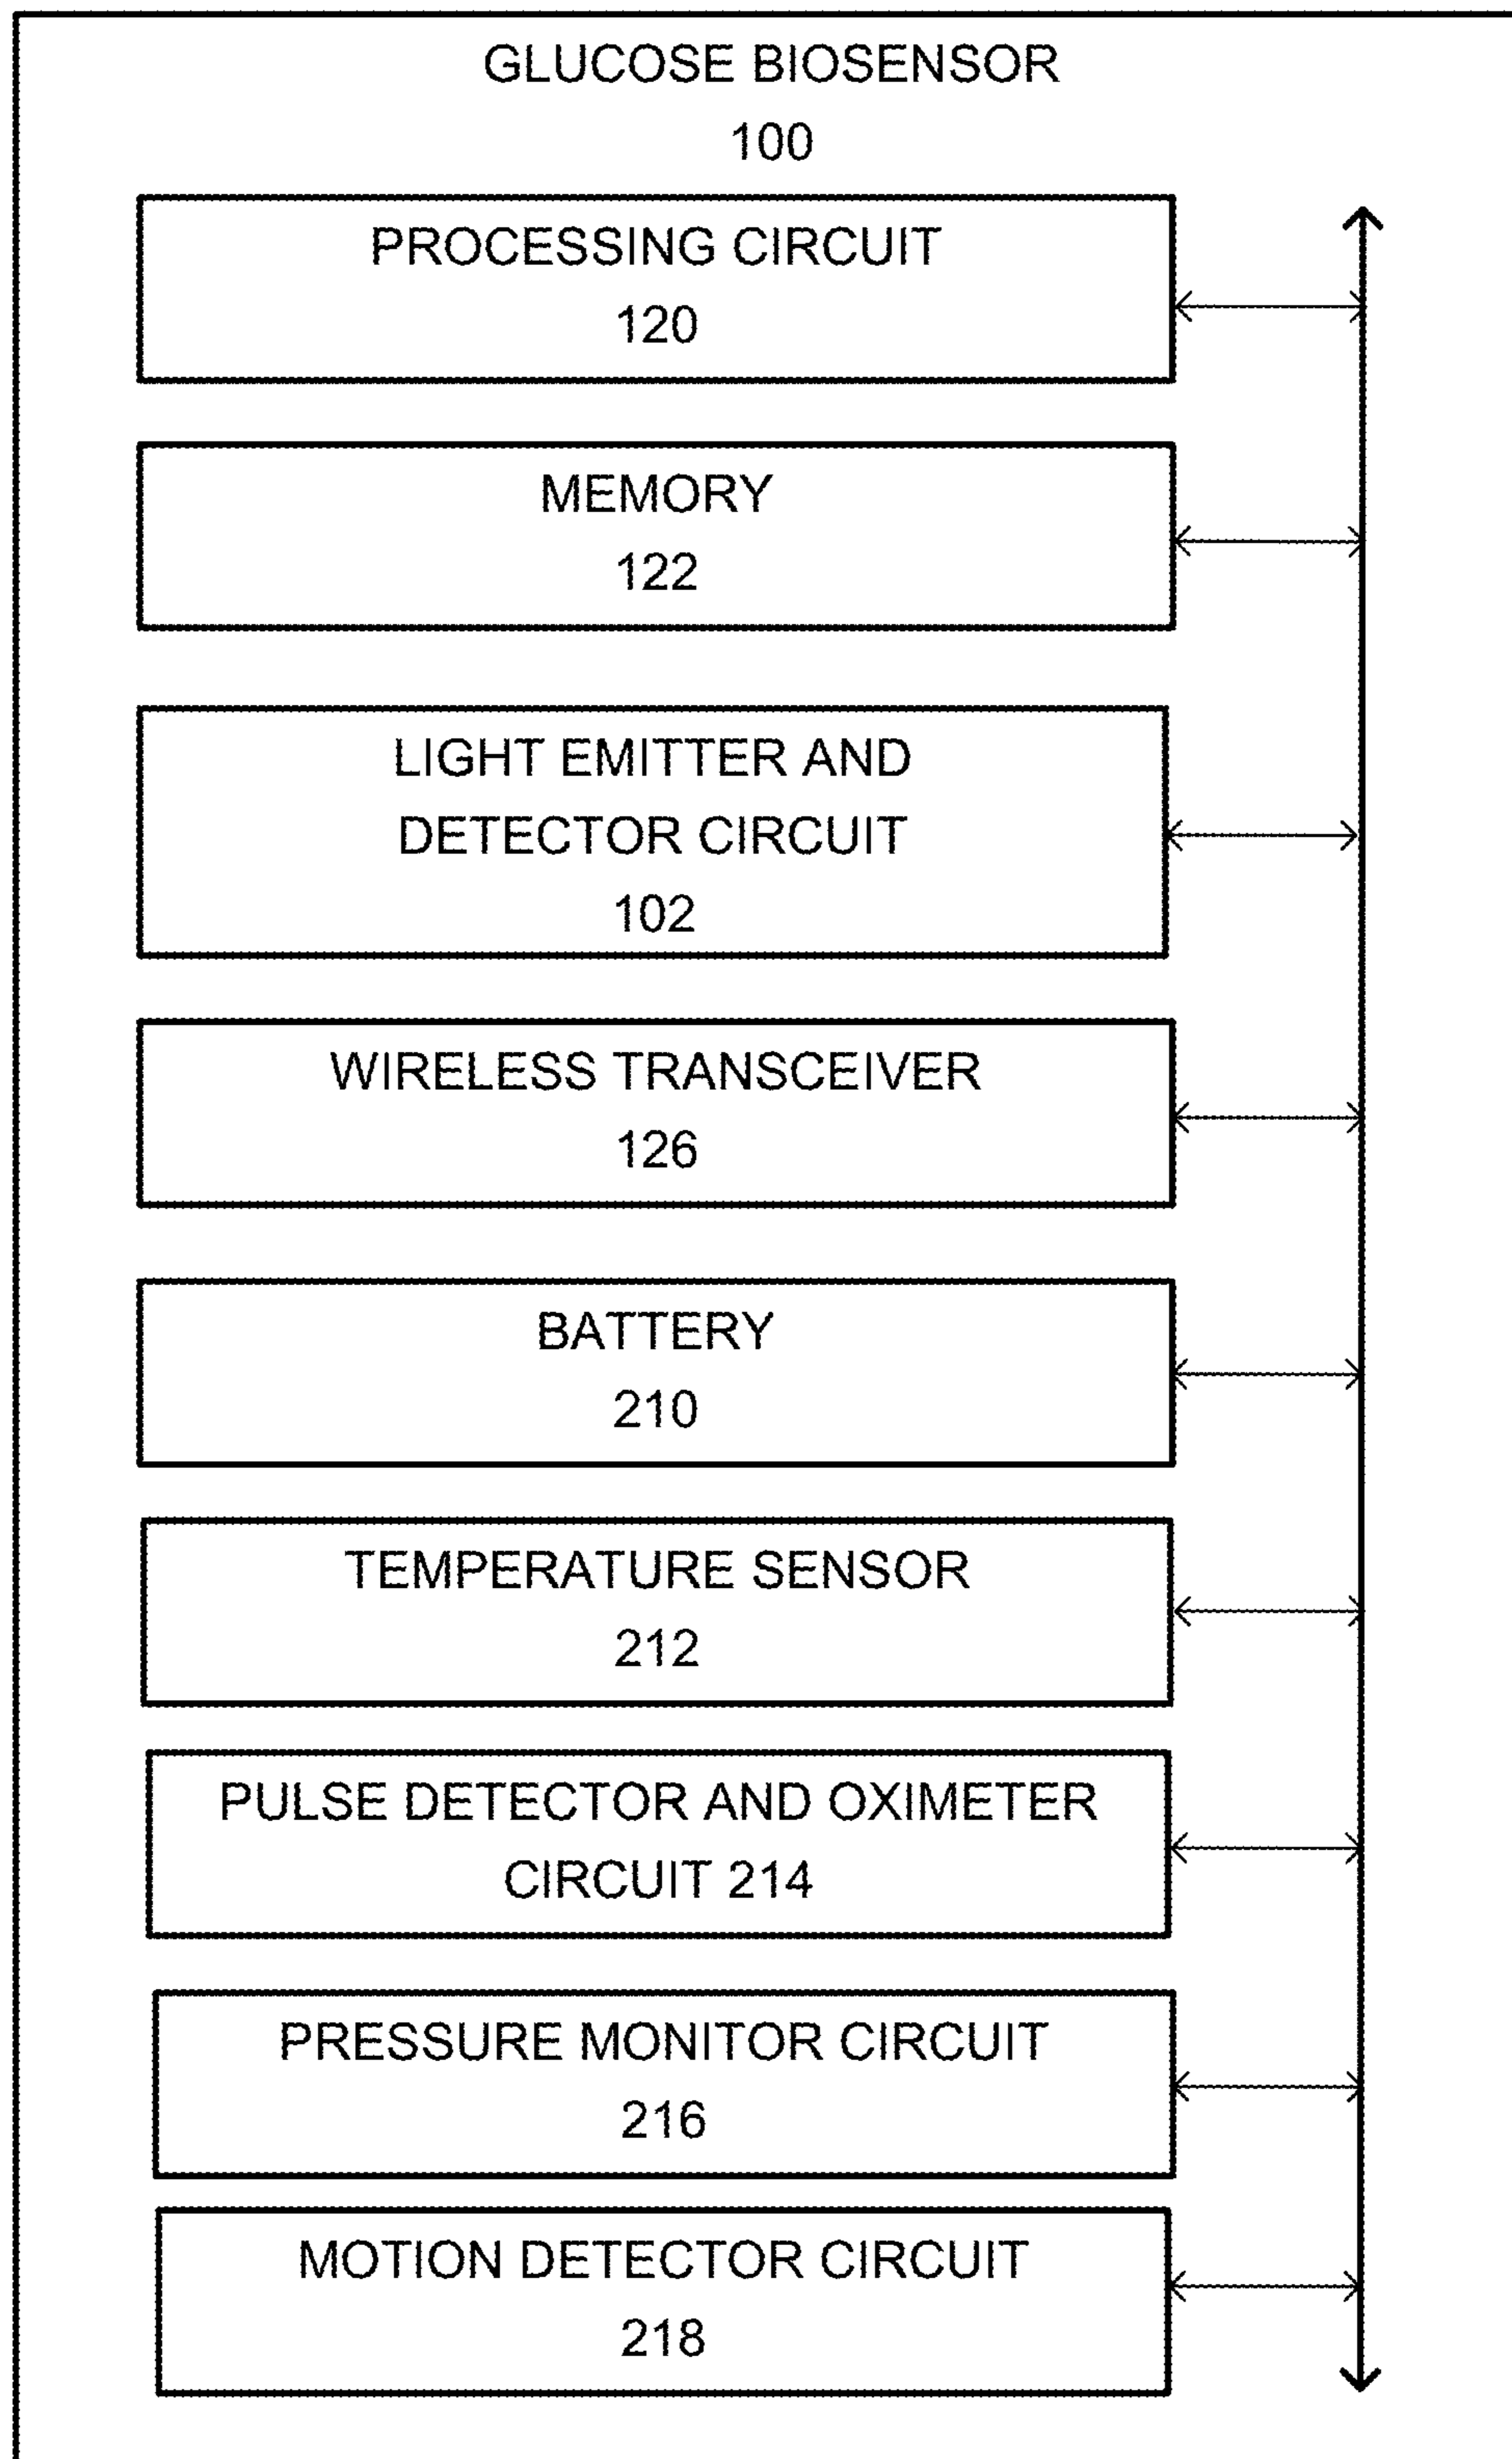 GLUCOSE BIOSENSOR
100
PROCESSING CIRCUIT
120
MEMORY
122
LIGHT EMITTER AND
DETECTOR CIRCUIT
102
WIRELESS TRANSCEIVER
126
BATTERY
210
TEMPERATURE SENSOR
212
PULSE DETECTOR AND OXIMETER
CIRCUIT 214
PRESSURE MONITOR CIRCUIT
216
MOTION DETECTOR CIRCUIT
218